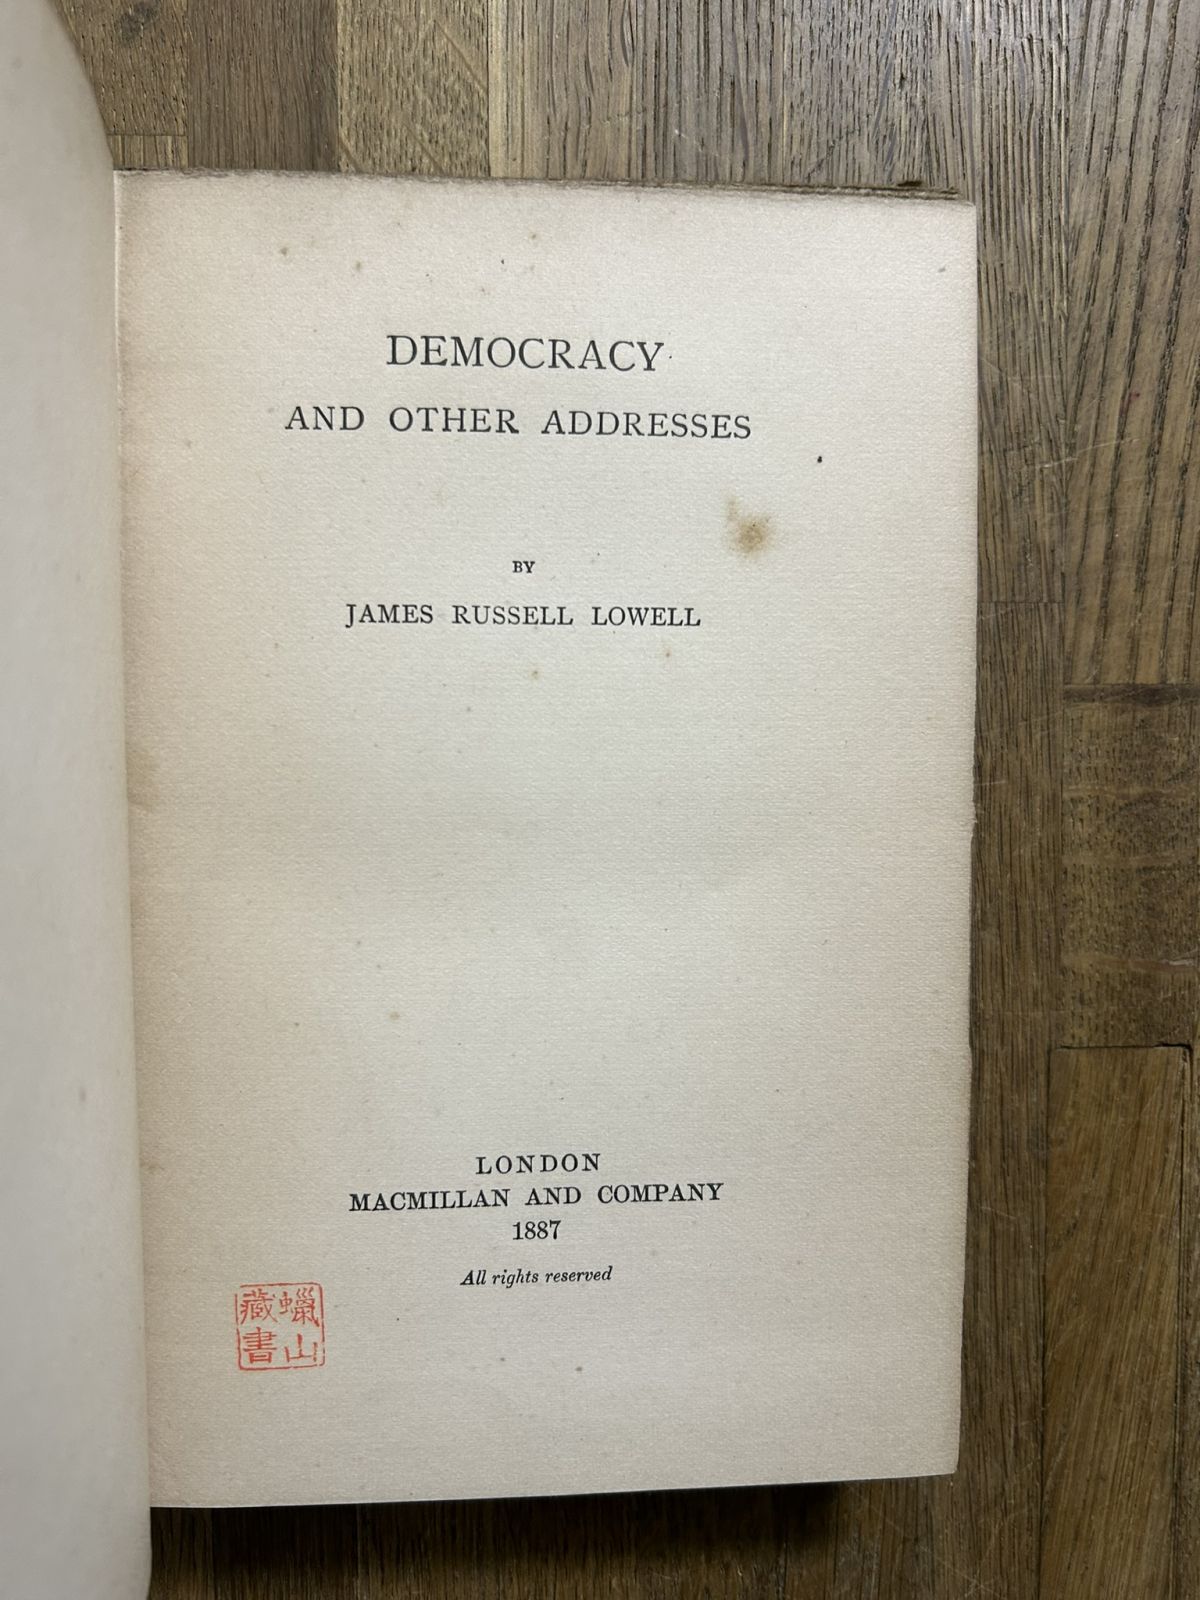 DEMOCRACY
AND OTHER ADDRESSES
BY
JAMES RUSSELL LOWELL
LONDON
MACMILLAN AND COMPANY
1887
All rights reserved
蠟山
藏書